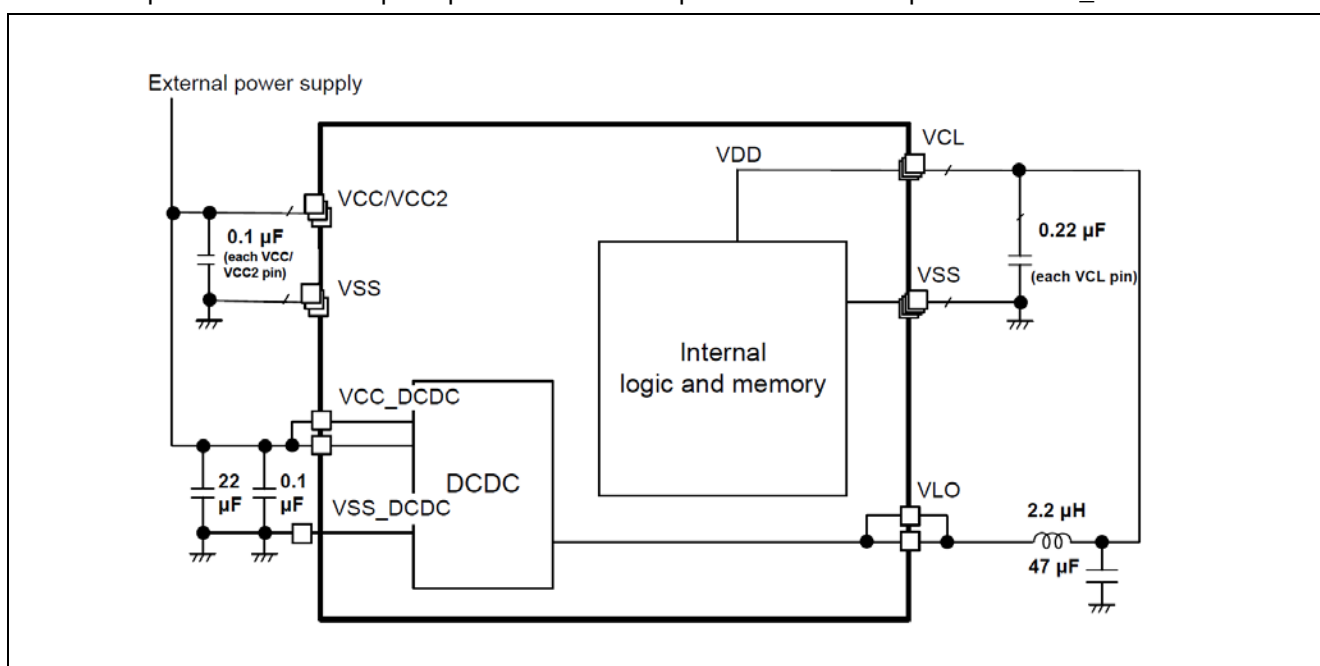 External power supply
VCC/VCC2
0.1 µF
(each VCC/
VCC2 pin)
VSS
VCC_DCDC
22
µF
0.1
µF
VSS_DCDC
DCDC
VDD
Internal
logic and memory
VCL
0.22 µF
(each VCL pin)
VSS
VLO
2.2 µH
47 µF